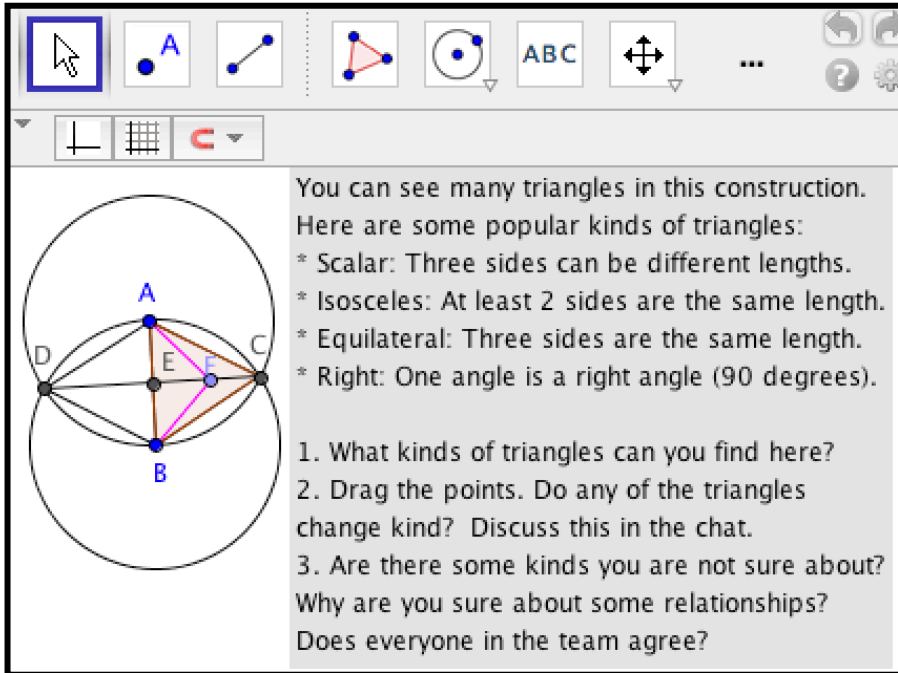 A
ABC
...
?
You can see many triangles in this construction.
Here are some popular kinds of triangles:
* Scalar: Three sides can be different lengths.
* Isosceles: At least 2 sides are the same length.
* Equilateral: Three sides are the same length.
* Right: One angle is a right angle (90 degrees).
A
D
E
F
C
B
1. What kinds of triangles can you find here?
2. Drag the points. Do any of the triangles
change kind? Discuss this in the chat.
3. Are there some kinds you are not sure about?
Why are you sure about some relationships?
Does everyone in the team agree?